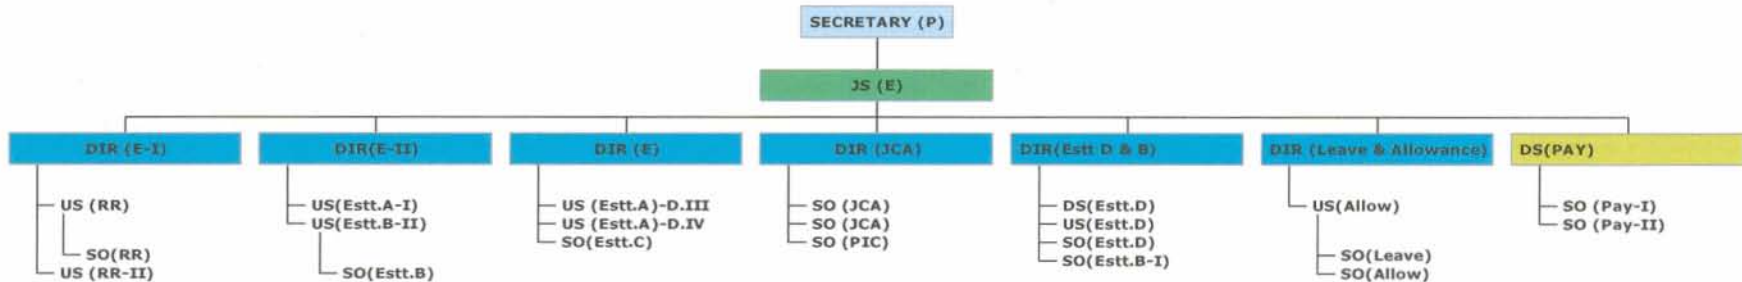 SECRETARY (P)
JS (E)
DIR (E-I)
US (RR)
SO(RR)
US (RR-II)
DIR(E-II)
US(Estt.A-I)
US(Estt.B-II)
SO(Estt.B)
DIR (E)
US (Estt.A)-D.III
US (Estt.A)-D.IV
SO(Estt.C)
DIR (JCA)
SO (JCA)
SO (JCA)
SO (PIC)
DIR(Estt D & B)
DS(Estt.D)
US(Estt.D)
SO(Estt.D)
SO(Estt.B-I)
DIR (Leave & Allowance)
US(Allow)
SO(Leave)
SO(Allow)
DS(PAY)
SO (Pay-I)
SO (Pay-II)